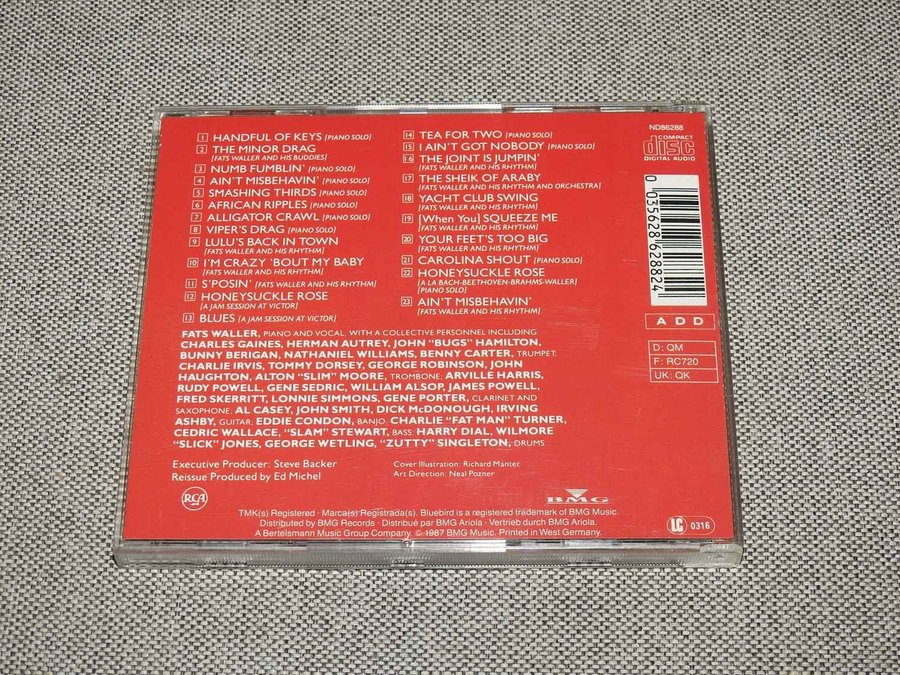 1 HANDFUL OF KEYS [PIANO SOLO]
2 THE MINOR DRAG
[FATS WALLER AND HIS BUDDIES]
3 NUMB FUMBLIN' [PIANO SOLO]
4 AIN'T MISBEHAVIN' [PIANO SOLO]
5 SMASHING THIRDS [PIANO SOLO]
6 AFRICAN RIPPLES [PIANO SOLO]
7 ALLIGATOR CRAWL [PIANO SOLO]
8 VIPER'S DRAG [PIANO SOLO]
9 LULU'S BACK IN TOWN
[FATS WALLER AND HIS RHYTHM]
10 I'M CRAZY 'BOUT MY BABY
[FATS WALLER AND HIS RHYTHM]
11 S'POSIN' [FATS WALLER AND HIS RHYTHM]
12 HONEYSUCKLE ROSE
[A JAM SESSION AT VICTOR]
13 BLUES [A JAM SESSION AT VICTOR]
14 TEA FOR TWO [PIANO SOLO]
15 I AIN'T GOT NOBODY [PIANO SOLO]
16 THE JOINT IS JUMPIN'
[FATS WALLER AND HIS RHYTHM]
17 THE SHEIK OF ARABY
[FATS WALLER AND HIS RHYTHM AND ORCHESTRA]
18 YACHT CLUB SWING
[FATS WALLER AND HIS RHYTHM]
19 [When You] SQUEEZE ME
[FATS WALLER AND HIS RHYTHM]
20 YOUR FEET'S TOO BIG
[FATS WALLER AND HIS RHYTHM]
21 CAROLINA SHOUT [PIANO SOLO]
22 HONEYSUCKLE ROSE
[A LA BACH-BEETHOVEN-BRAHMS-WALLER]
[PIANO SOLO]
23 AIN'T MISBEHAVIN'
[FATS WALLER AND HIS RHYTHM]
ND86288
COMPACT
disc
DIGITAL AUDIO
0 035628 628824
A D D
D: QM
F: RC720
UK: QK
FATS WALLER, PIANO AND VOCAL. WITH A COLLECTIVE PERSONNEL INCLUDING
CHARLES GAINES, HERMAN AUTREY, JOHN "BUGS" HAMILTON,
BUNNY BERIGAN, NATHANIEL WILLIAMS, BENNY CARTER, TRUMPET.
CHARLIE IRVIS, TOMMY DORSEY, GEORGE ROBINSON, JOHN
HAUGHTON, ALTON "SLIM" MOORE, TROMBONE. ARVILLE HARRIS,
RUDY POWELL, GENE SEDRIC, WILLIAM ALSOP, JAMES POWELL,
FRED SKERRITT, LONNIE SIMMONS, GENE PORTER, CLARINET AND
SAXOPHONE. AL CASEY, JOHN SMITH, DICK McDONOUGH, IRVING
ASHBY, GUITAR. EDDIE CONDON, BANJO. CHARLIE "FAT MAN" TURNER,
CEDRIC WALLACE, "SLAM" STEWART, BASS. HARRY DIAL, WILMORE
"SLICK" JONES, GEORGE WETLING, "ZUTTY" SINGLETON, DRUMS.
Executive Producer: Steve Backer
Reissue Produced by Ed Michel
Cover Illustration: Richard Mantel
Art Direction: Neal Pozner
RCA
BMG
TMK(s) Registered · Marca(s) Registrada(s). Bluebird is a registered trademark of BMG Music.
Distributed by BMG Records · Distribué par BMG Ariola · Vertrieb durch BMG Ariola.
A Bertelsmann Music Group Company. © 1987 BMG Music. Printed in West Germany.
LC 0316